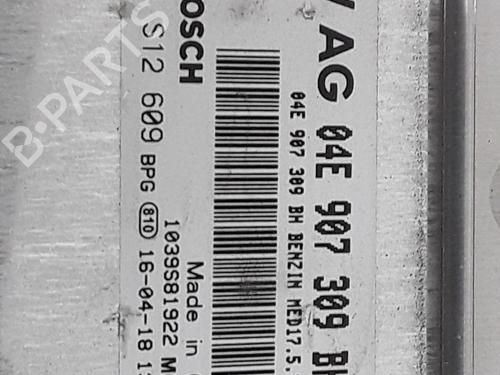 AG 04E 907 309
04E 907 309 BH BENZIN MED17.5.
BOSCH
Made in
1039S81922
S12 609 BPG 810 16-04-18
B-PARTS